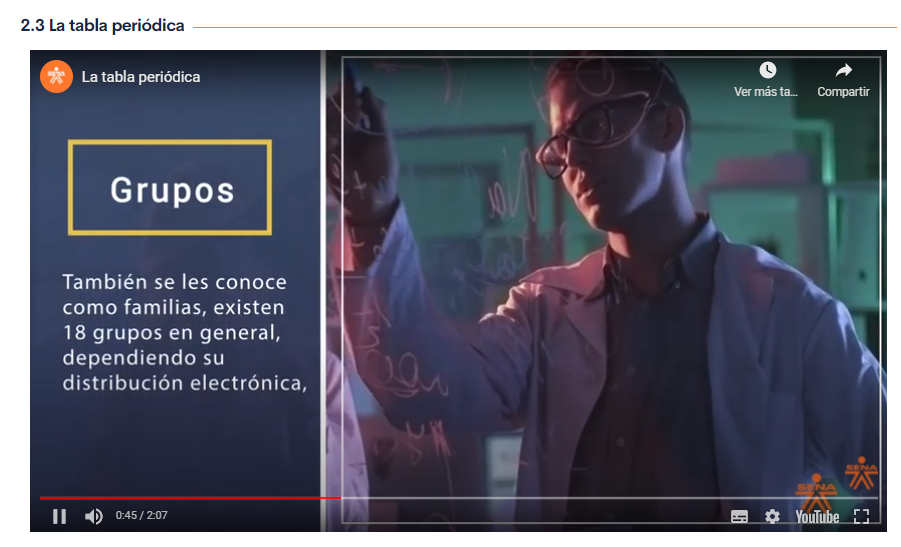 2.3 La tabla periódica
La tabla periódica
Ver más ta...
Compartir
Grupos
También se les conoce
como familias, existen
18 grupos en general,
dependiendo su
distribución electrónica,
SENA
SENA
0:45 / 2:07
YouTube